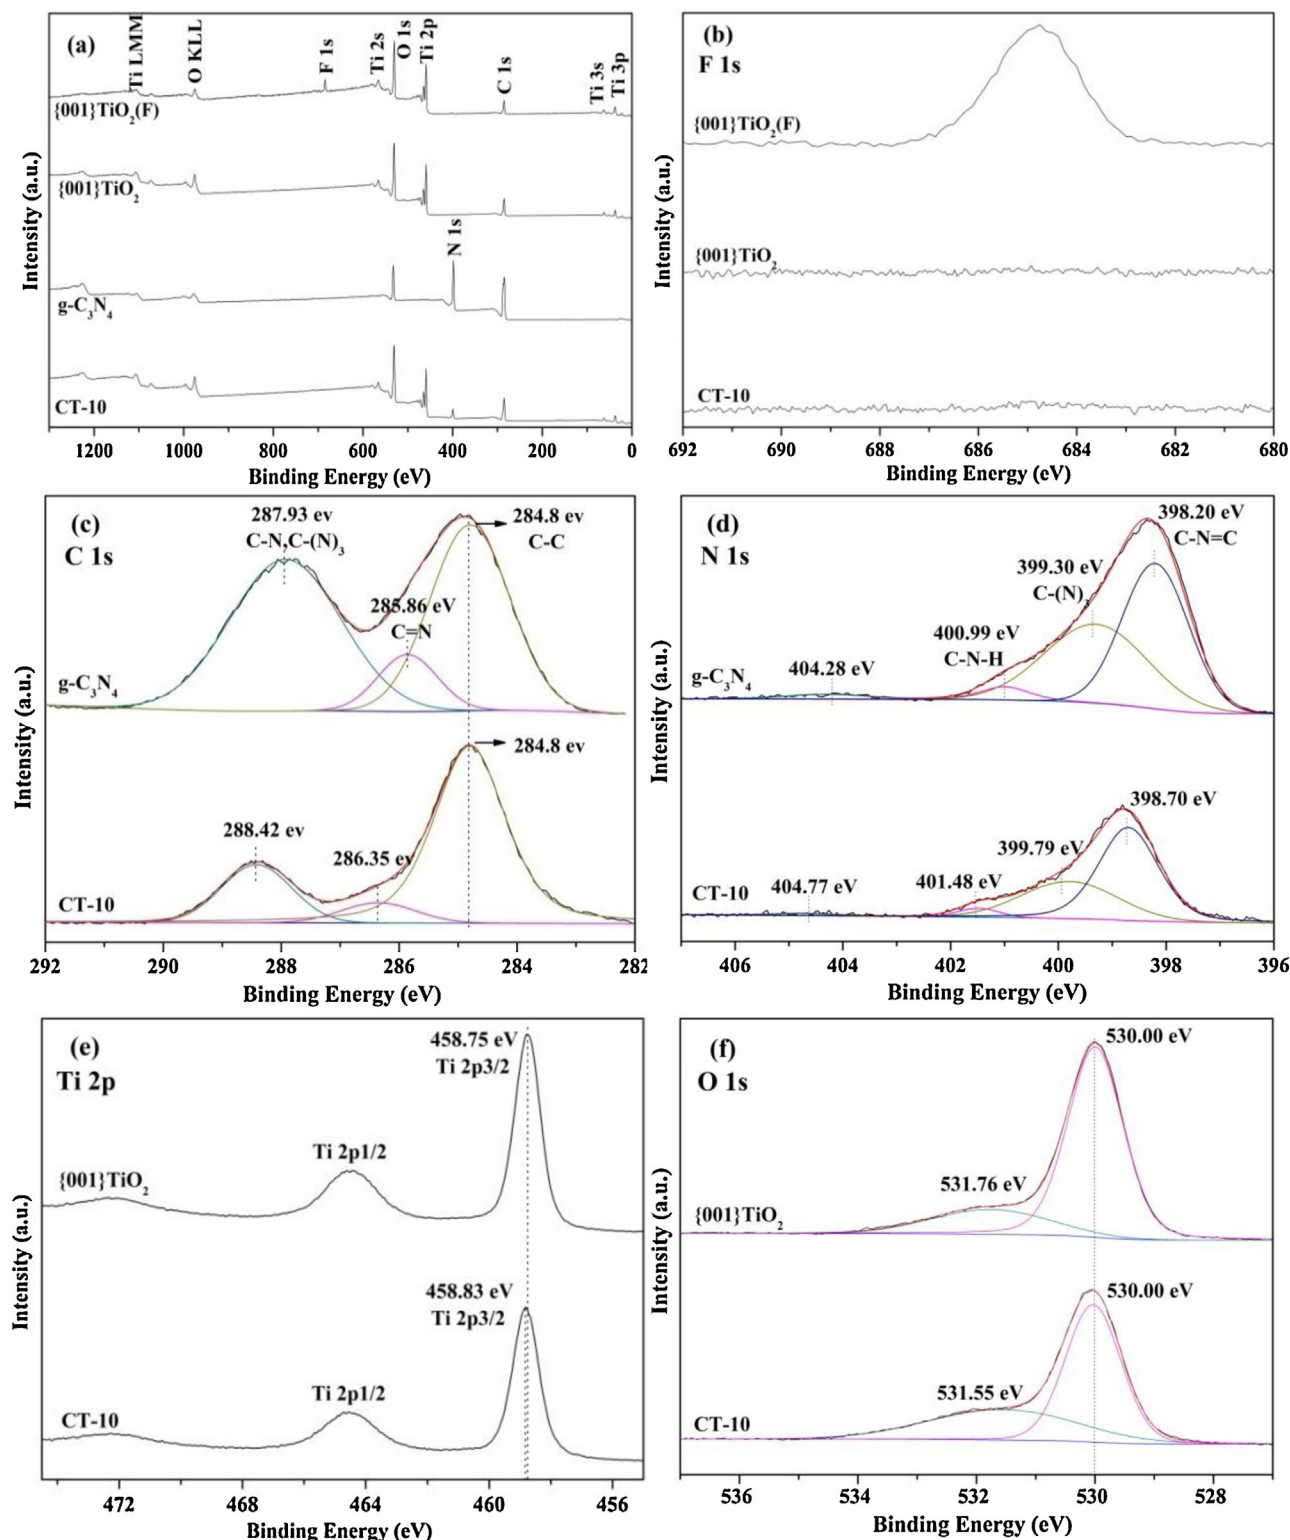 (a)
Ti LMM
O KLL
F 1s
Ti 2s
O 1s
Ti 2p
C 1s
Ti 3s
Ti 3p
{001}TiO₂(F)
{001}TiO₂
N 1s
g-C₃N₄
CT-10
Intensity (a.u.)
1200 1000 800 600 400 200 0
Binding Energy (eV)
(b)
F 1s
{001}TiO₂(F)
{001}TiO₂
CT-10
Intensity (a.u.)
692 690 688 686 684 682 680
Binding Energy (eV)
(c)
C 1s
287.93 ev
C-N,C-(N)₃
284.8 ev
C-C
285.86 eV
C=N
g-C₃N₄
284.8 ev
288.42 ev
286.35 ev
CT-10
Intensity (a.u.)
292 290 288 286 284 282
Binding Energy (eV)
(d)
N 1s
398.20 eV
C-N=C
399.30 eV
C-(N)₃
400.99 eV
C-N-H
404.28 eV
g-C₃N₄
398.70 eV
399.79 eV
401.48 eV
404.77 eV
CT-10
Intensity (a.u.)
406 404 402 400 398 396
Binding Energy (eV)
(e)
Ti 2p
458.75 eV
Ti 2p3/2
Ti 2p1/2
{001}TiO₂
458.83 eV
Ti 2p3/2
Ti 2p1/2
CT-10
Intensity (a.u.)
472 468 464 460 456
Binding Energy (eV)
(f)
O 1s
530.00 eV
531.76 eV
{001}TiO₂
530.00 eV
531.55 eV
CT-10
Intensity (a.u.)
536 534 532 530 528
Binding Energy (eV)